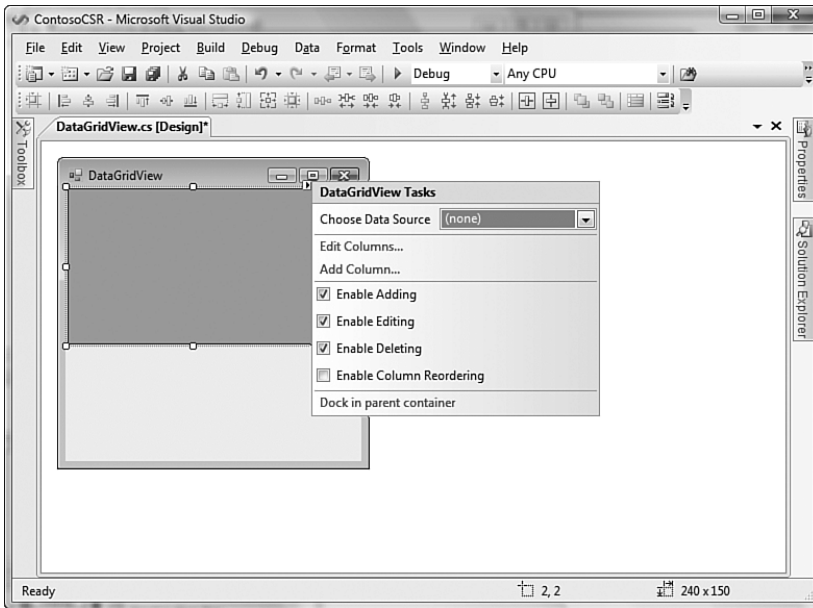 ContosoCSR - Microsoft Visual Studio
File Edit View Project Build Debug Data Format Tools Window Help
Debug Any CPU
DataGridView.cs [Design]*
Toolbox
Properties
Solution Explorer
DataGridView
DataGridView Tasks
Choose Data Source (none)
Edit Columns...
Add Column...
Enable Adding
Enable Editing
Enable Deleting
Enable Column Reordering
Dock in parent container
Ready 2, 2 240 x 150